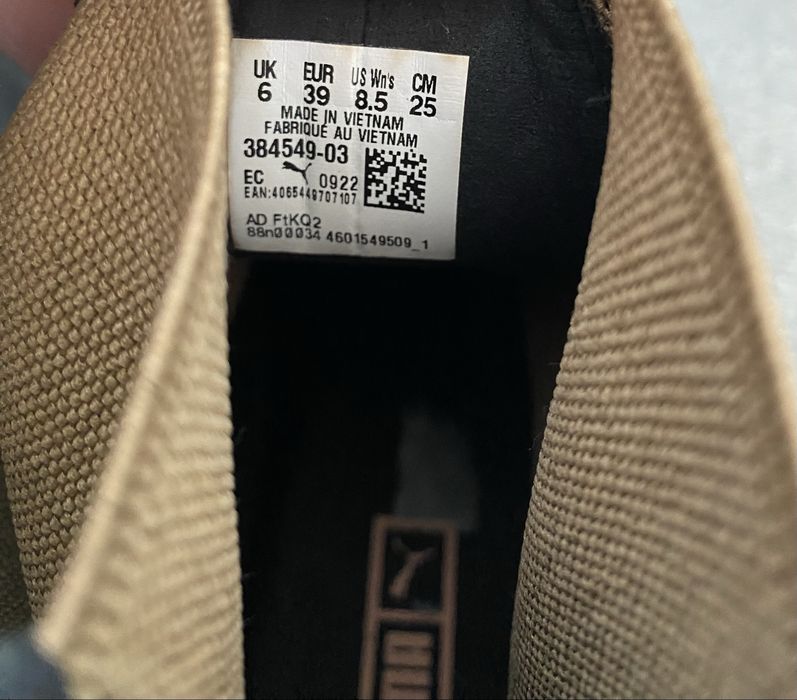 UK EUR US Wn's CM
6 39 8.5 25
MADE IN VIETNAM
FABRIQUÉ AU VIETNAM
384549-03
EC 0922
EAN:4065449707107
AD FtKQ2
88n00034 4601549509_1